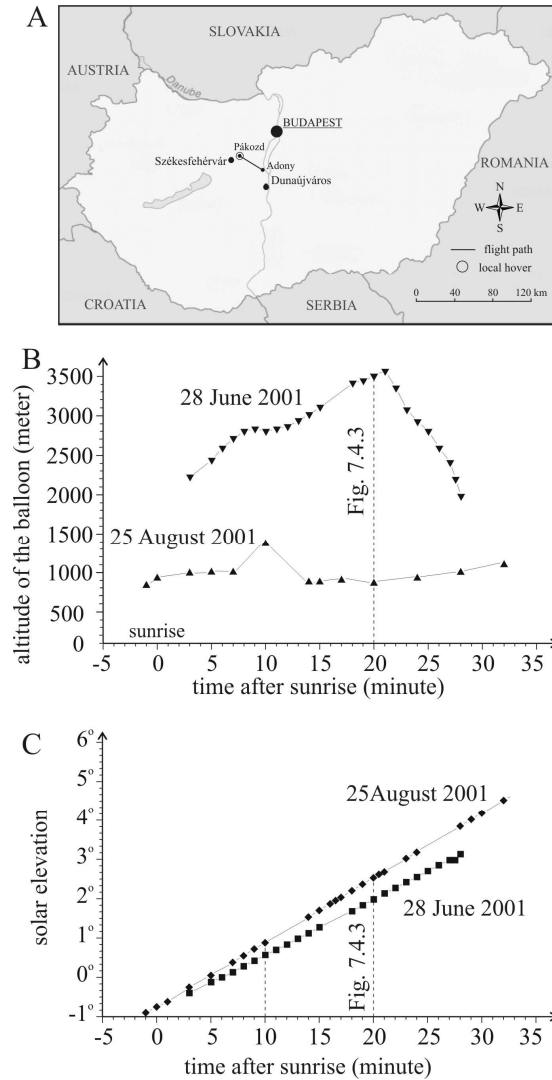 A
SLOVAKIA
AUSTRIA
Danube
BUDAPEST
Pákozd
Székesfehérvár
Adony
Dunaújváros
ROMANIA
N
W E
S
flight path
local hover
CROATIA
SERBIA
0 40 80 120 km
B
altitude of the balloon (meter)
3500
3000
2500
2000
1500
1000
500
0
28 June 2001
Fig. 7.4.3
25 August 2001
sunrise
-5 0 5 10 15 20 25 30 35
time after sunrise (minute)
C
solar elevation
6°
5°
4°
3°
2°
1°
0°
-1°
25August 2001
28 June 2001
Fig. 7.4.3
-5 0 5 10 15 20 25 30 35
time after sunrise (minute)